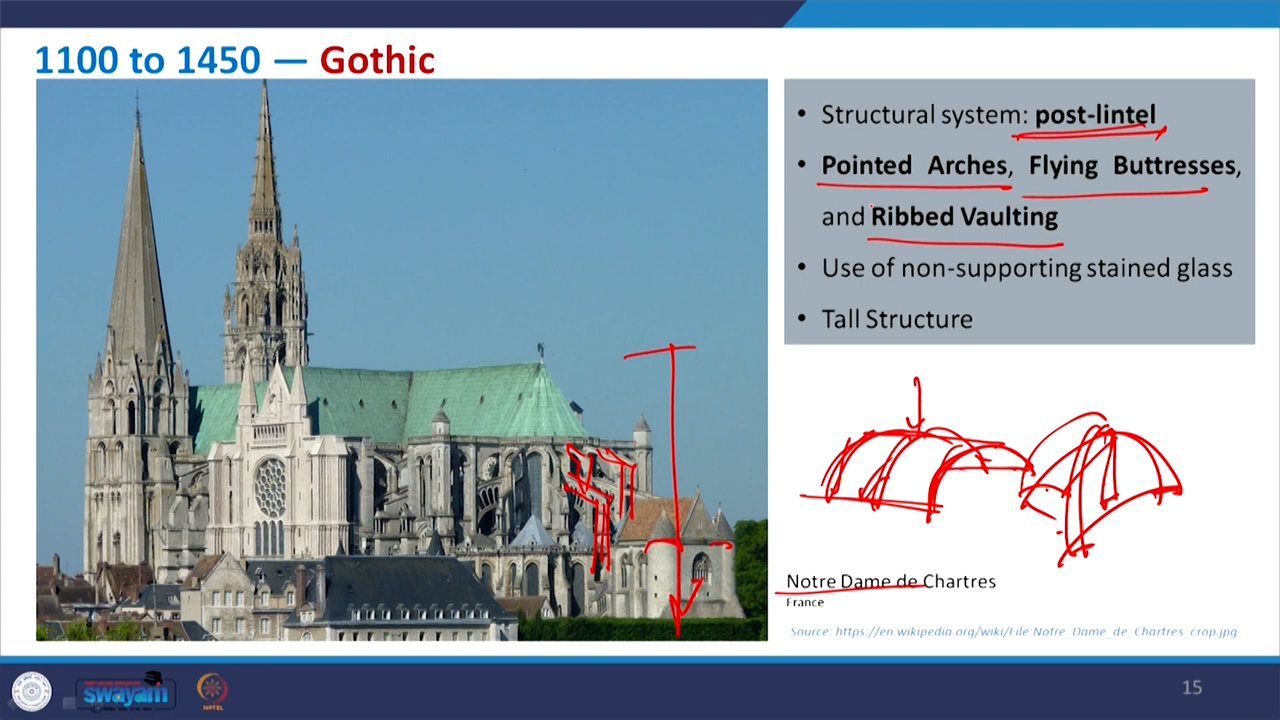 1100 to 1450 — Gothic
• Structural system: post-lintel
• Pointed Arches, Flying Buttresses,
and Ribbed Vaulting
• Use of non-supporting stained glass
• Tall Structure
Notre Dame de Chartres
France
Source: https://en.wikipedia.org/wiki/File:Notre_Dame_de_Chartres_crop.jpg
swayam
NPTEL
15